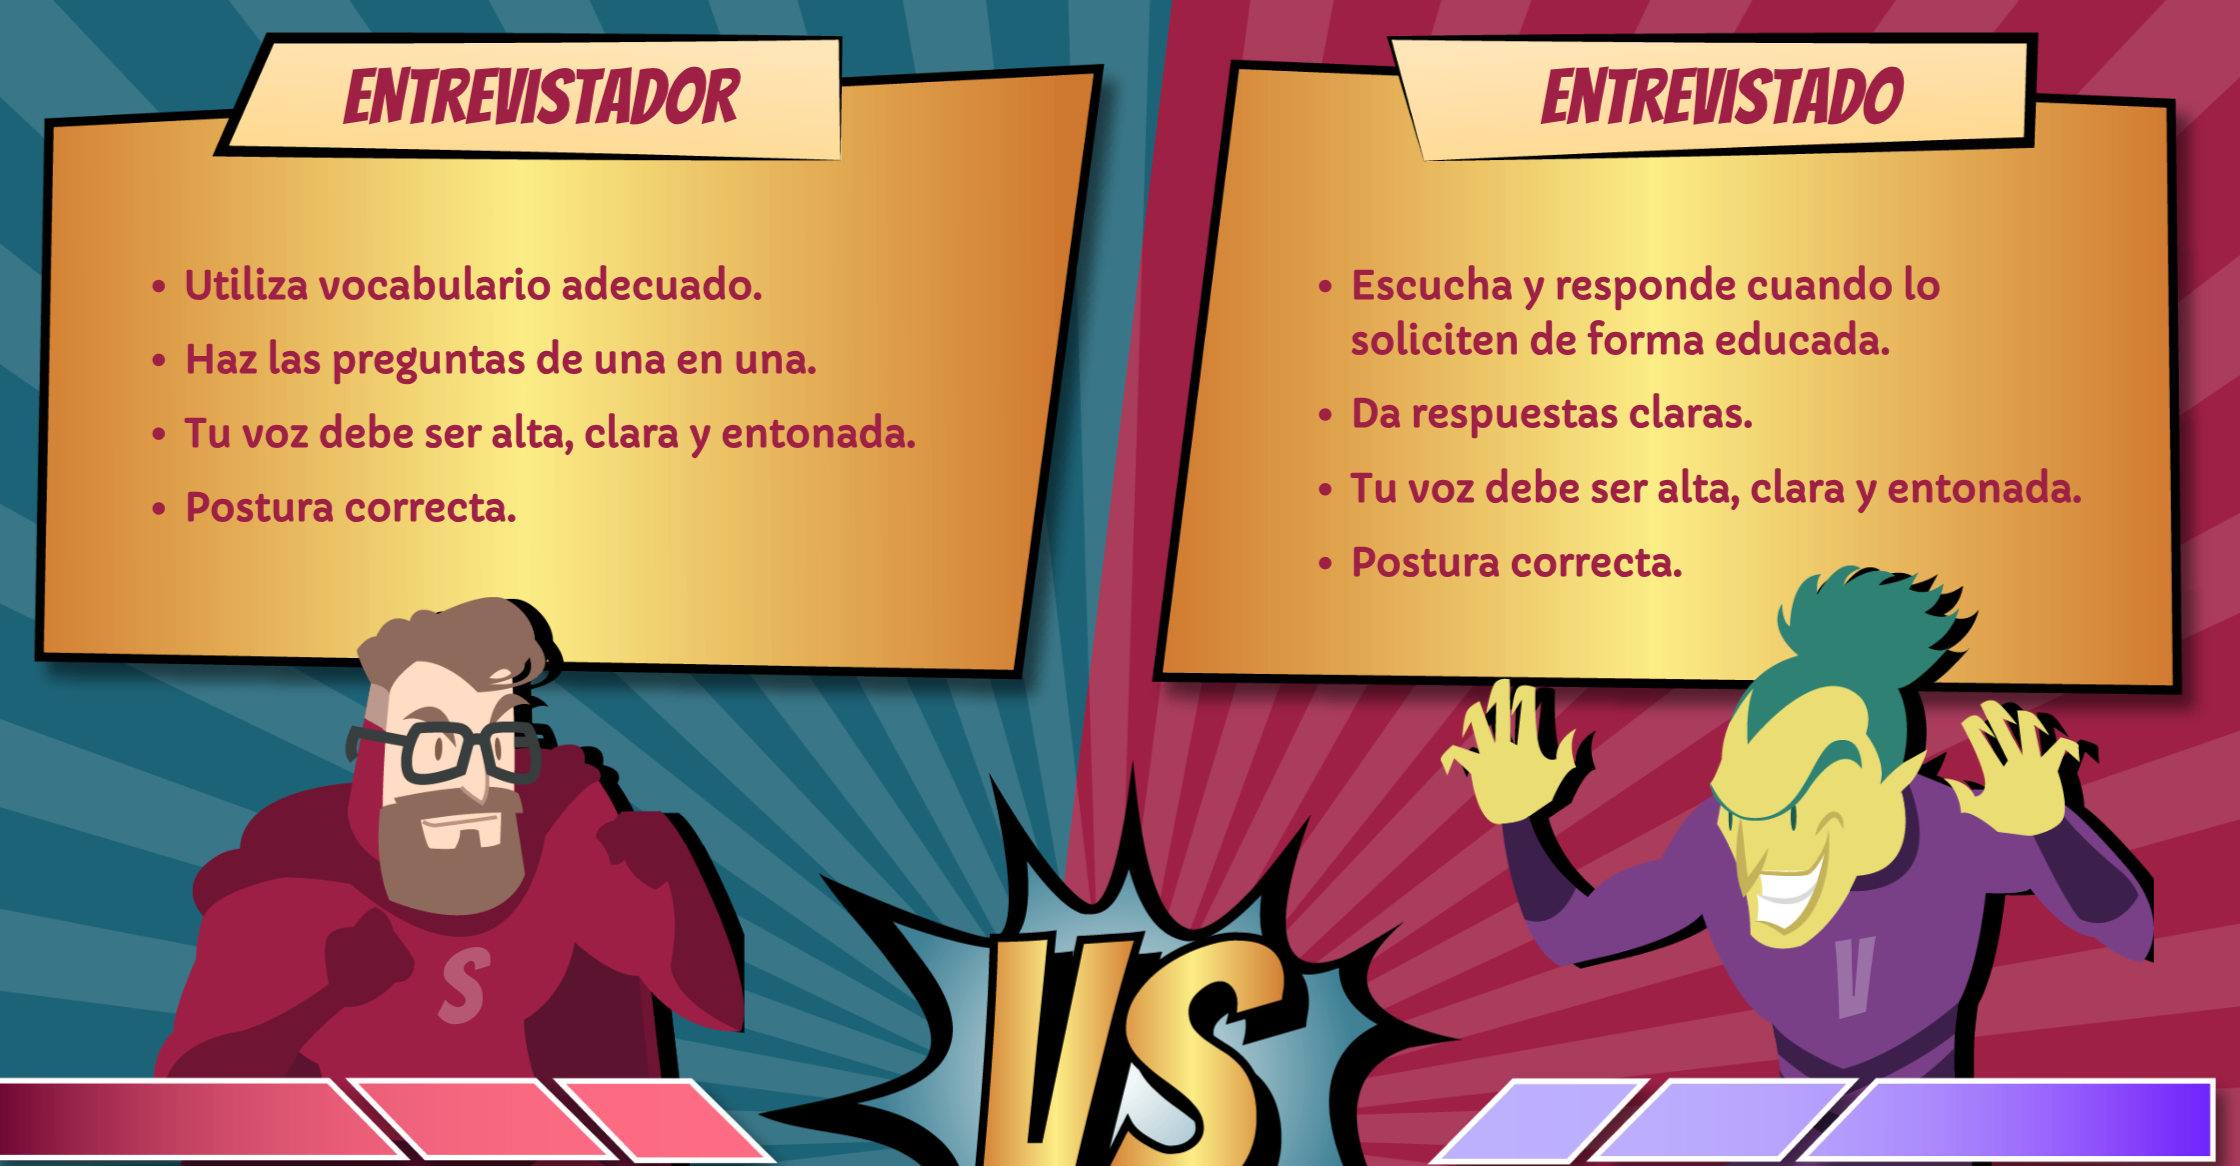 ENTREVISTADOR
• Utiliza vocabulario adecuado.
• Haz las preguntas de una en una.
• Tu voz debe ser alta, clara y entonada.
• Postura correcta.
ENTREVISTADO
• Escucha y responde cuando lo
soliciten de forma educada.
• Da respuestas claras.
• Tu voz debe ser alta, clara y entonada.
• Postura correcta.
S
VS
V